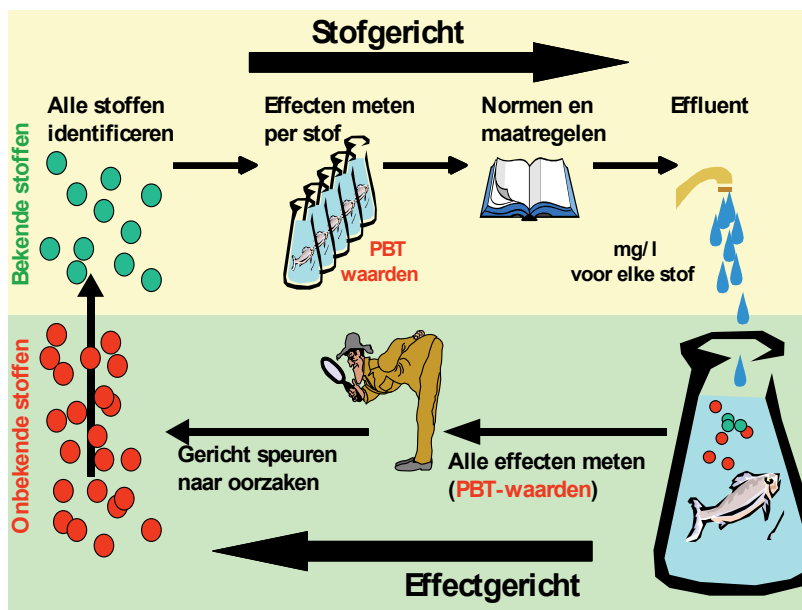 Stofgericht
Alle stoffen
identificeren
Effecten meten
per stof
Normen en
maatregelen
Effluent
Bekende stoffen
PBT
waarden
mg/ l
voor elke stof
Onbekende stoffen
Gericht speuren
naar oorzaken
Alle effecten meten
(PBT-waarden)
Effectgericht